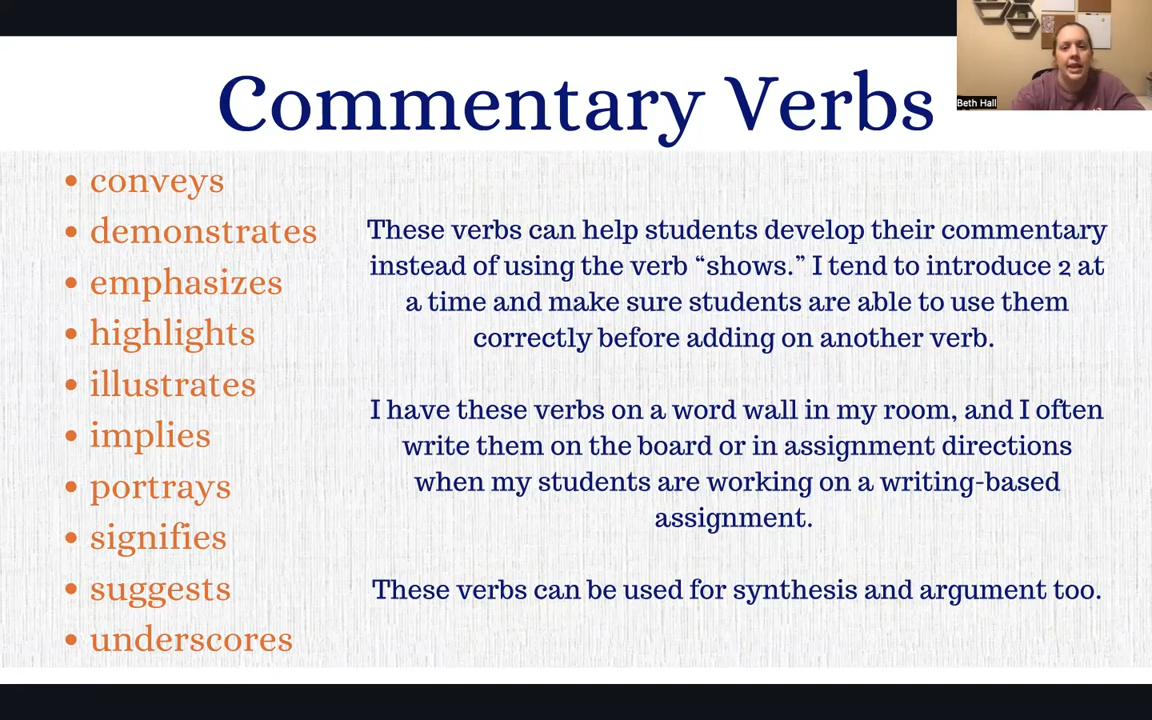 Commentary Verbs
Beth Hall
• conveys
• demonstrates
• emphasizes
• highlights
• illustrates
• implies
• portrays
• signifies
• suggests
• underscores
These verbs can help students develop their commentary
instead of using the verb “shows.” I tend to introduce 2 at
a time and make sure students are able to use them
correctly before adding on another verb.
I have these verbs on a word wall in my room, and I often
write them on the board or in assignment directions
when my students are working on a writing-based
assignment.
These verbs can be used for synthesis and argument too.